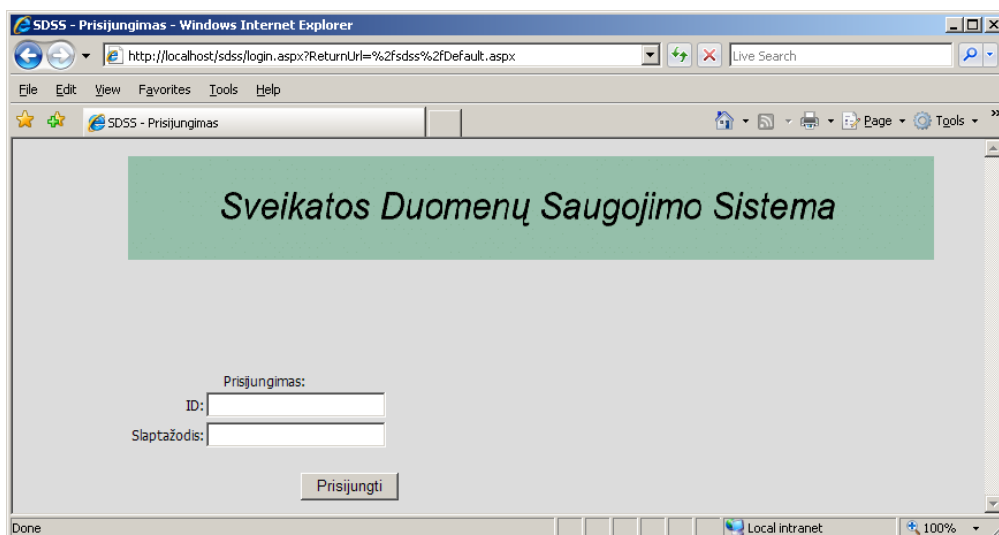 SDSS - Prisijungimas - Windows Internet Explorer
http://localhost/sdss/login.aspx?ReturnUrl=%2fsdss%2fDefault.aspx Live Search
File Edit View Favorites Tools Help
SDSS - Prisijungimas Page Tools »
Sveikatos Duomenų Saugojimo Sistema
Prisijungimas:
ID:
Slaptažodis:
Prisijungti
Done Local intranet 100%